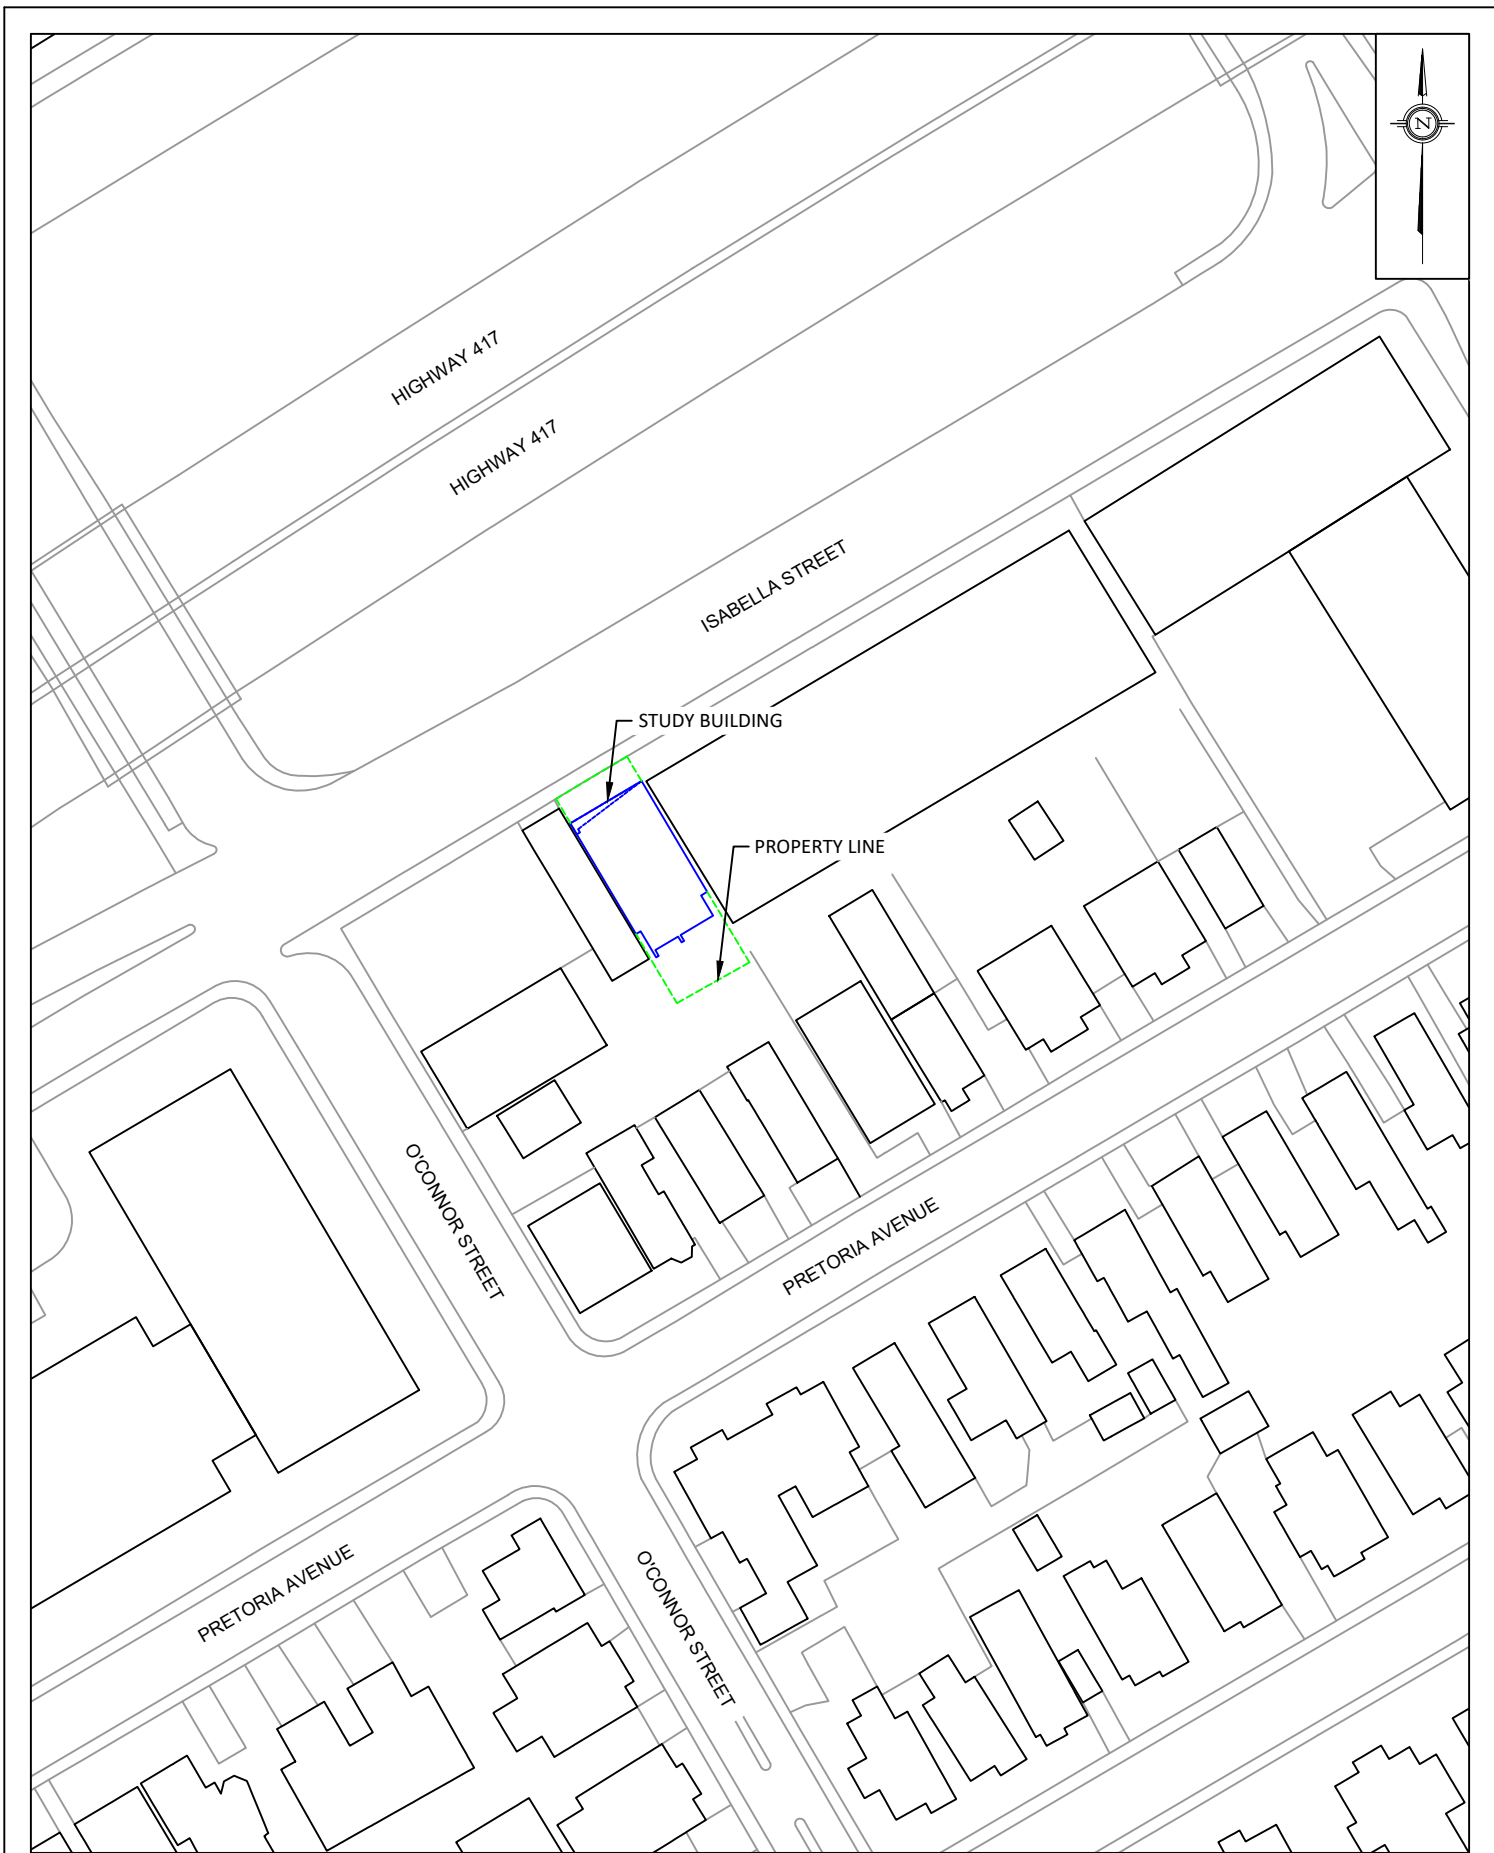 N
HIGHWAY 417
HIGHWAY 417
ISABELLA STREET
STUDY BUILDING
PROPERTY LINE
O'CONNOR STREET
PRETORIA AVENUE
PRETORIA AVENUE
O'CONNOR STREET